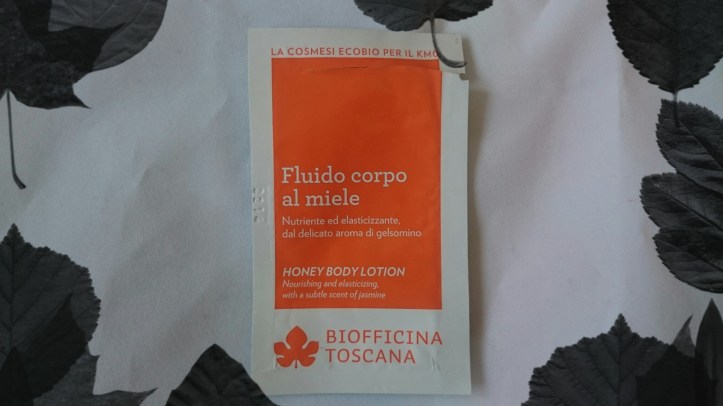 LA COSMESI ECOBIO PER IL KM
Fluido corpo
al miele
Nutriente ed elasticizzante,
dal delicato aroma di gelsomino
HONEY BODY LOTION
Nourishing and elasticizing,
with a subtle scent of jasmine
BIOFFICINA
TOSCANA